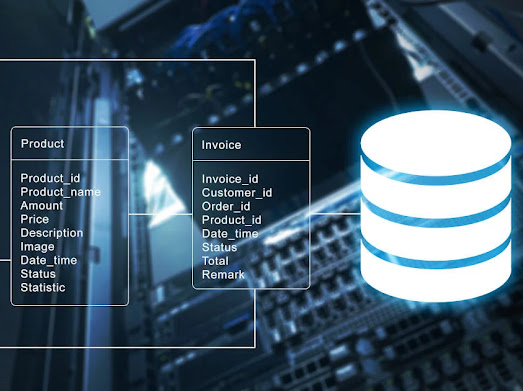 Product
Product_id
Product_name
Amount
Price
Description
Image
Date_time
Status
Statistic
Invoice
Invoice_id
Customer_id
Order_id
Product_id
Date_time
Status
Total
Remark